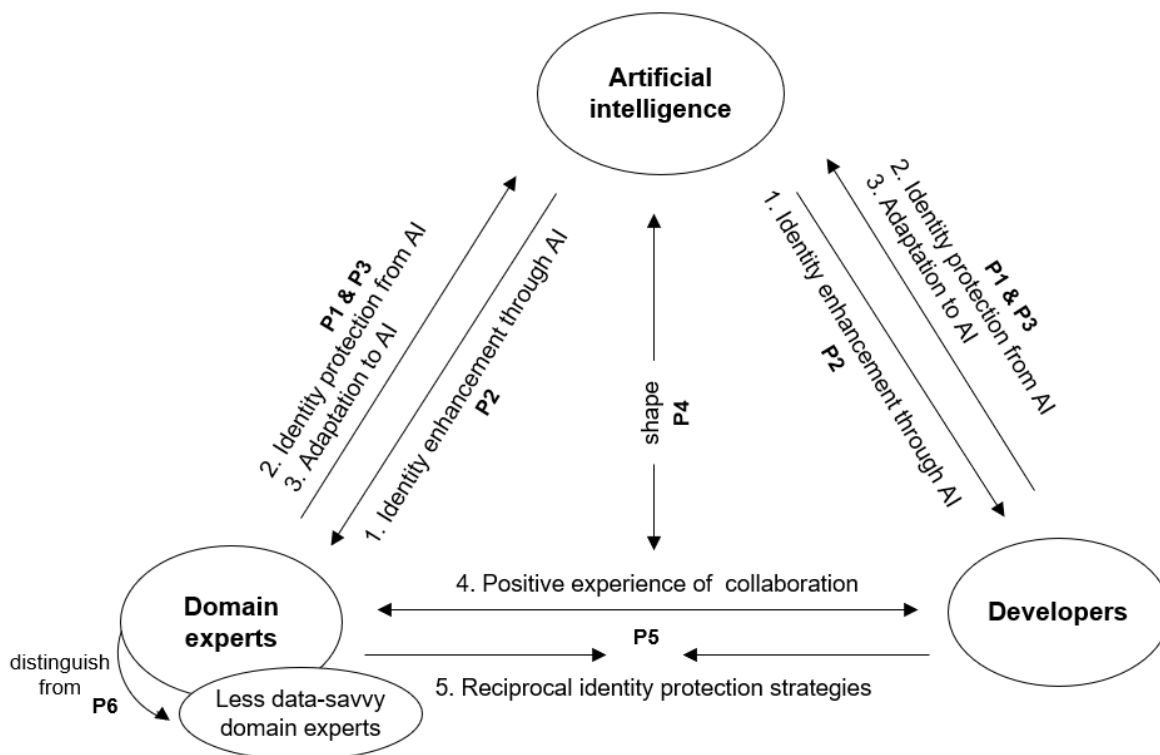 Artificial
intelligence
P1 & P3
2. Identity protection from AI
3. Adaptation to AI
1. Identity enhancement through AI
P2
shape
P4
2. Identity protection from AI
3. Adaptation to AI
P1 & P3
1. Identity enhancement through AI
P2
Domain
experts
4. Positive experience of collaboration
Developers
P5
5. Reciprocal identity protection strategies
distinguish
from
P6
Less data-savvy
domain experts